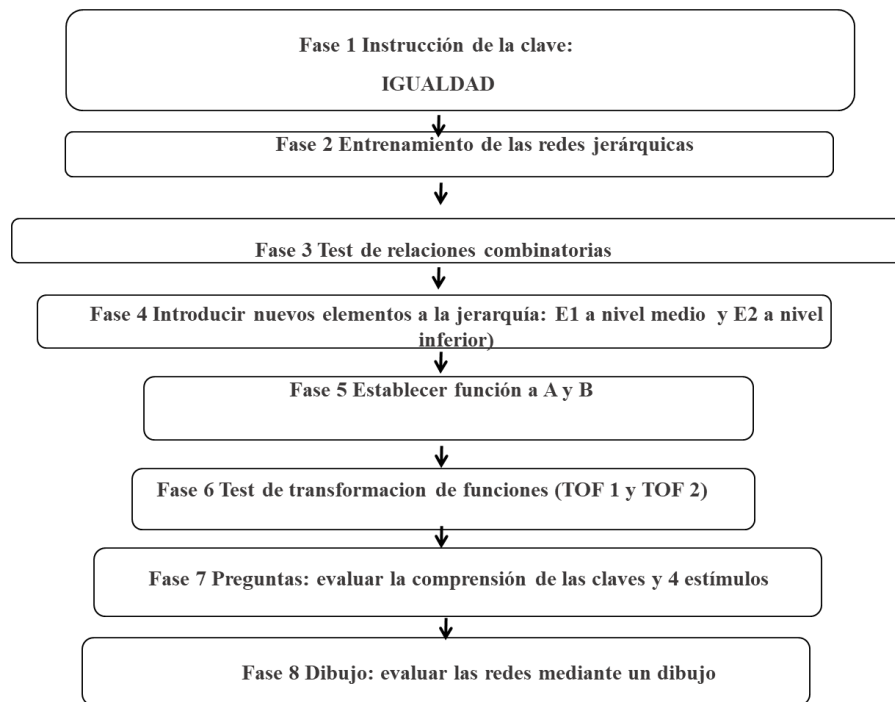 Fase 1 Instrucción de la clave:
IGUALDAD
Fase 2 Entrenamiento de las redes jerárquicas
Fase 3 Test de relaciones combinatorias
Fase 4 Introducir nuevos elementos a la jerarquía: E1 a nivel medio y E2 a nivel
inferior)
Fase 5 Establecer función a A y B
Fase 6 Test de transformacion de funciones (TOF 1 y TOF 2)
Fase 7 Preguntas: evaluar la comprensión de las claves y 4 estímulos
Fase 8 Dibujo: evaluar las redes mediante un dibujo